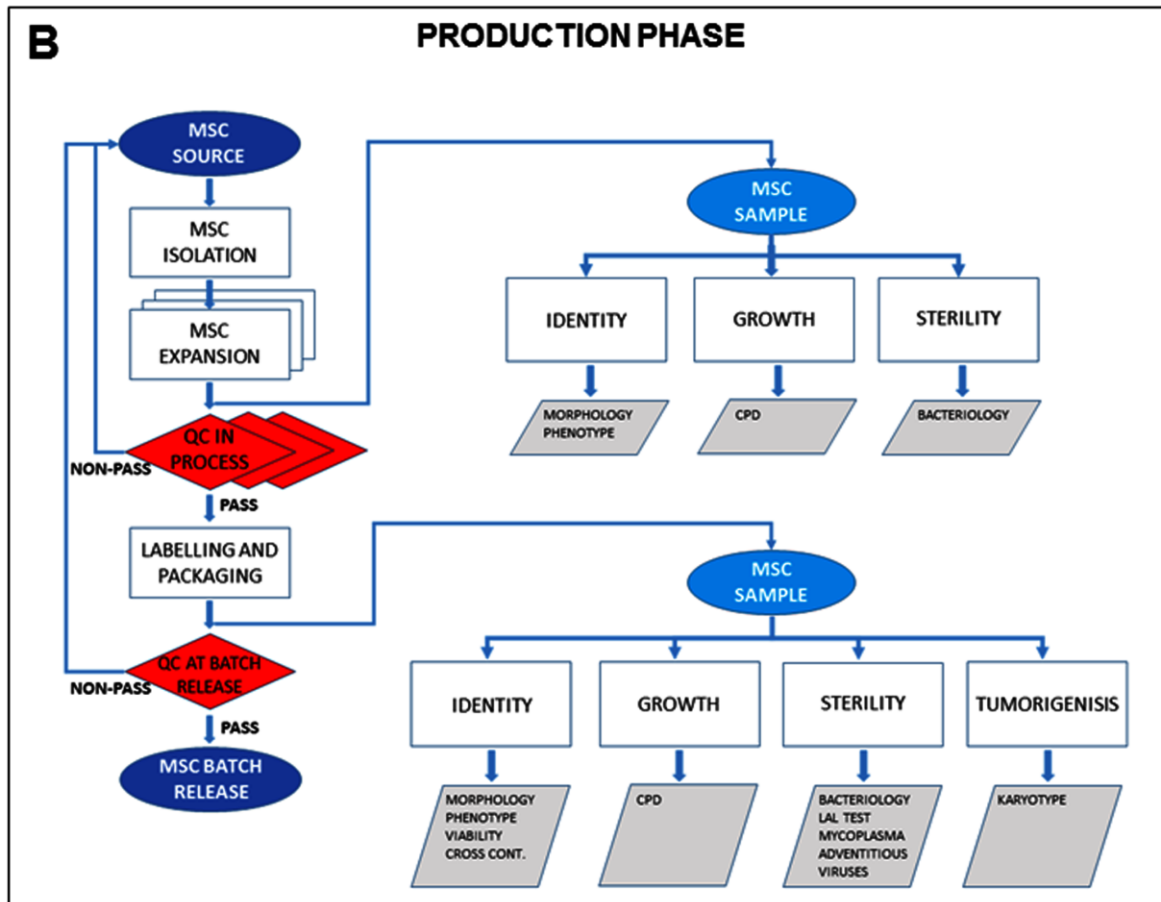 B
PRODUCTION PHASE
MSC
SOURCE
MSC
ISOLATION
MSC
EXPANSION
QC IN
PROCESS
NON-PASS
PASS
LABELLING AND
PACKAGING
QC AT BATCH
RELEASE
NON-PASS
PASS
MSC BATCH
RELEASE
MSC
SAMPLE
IDENTITY
GROWTH
STERILITY
MORPHOLOGY
PHENOTYPE
CPD
BACTERIOLOGY
MSC
SAMPLE
IDENTITY
GROWTH
STERILITY
TUMORIGENISIS
MORPHOLOGY
PHENOTYPE
VIABILITY
CROSS CONT.
CPD
BACTERIOLOGY
LAL TEST
MYCOPLASMA
ADVENTITIOUS
VIRUSES
KARYOTYPE